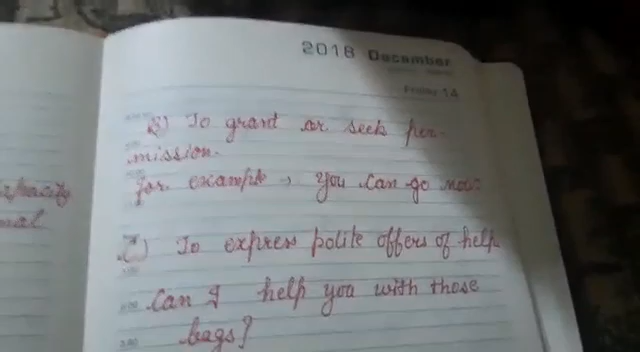 2018 December
Friday 14
B) To grant or seek per-
mission.
for example → You can go now.
C) To express polite offers of help.
Can I help you with those
bags?